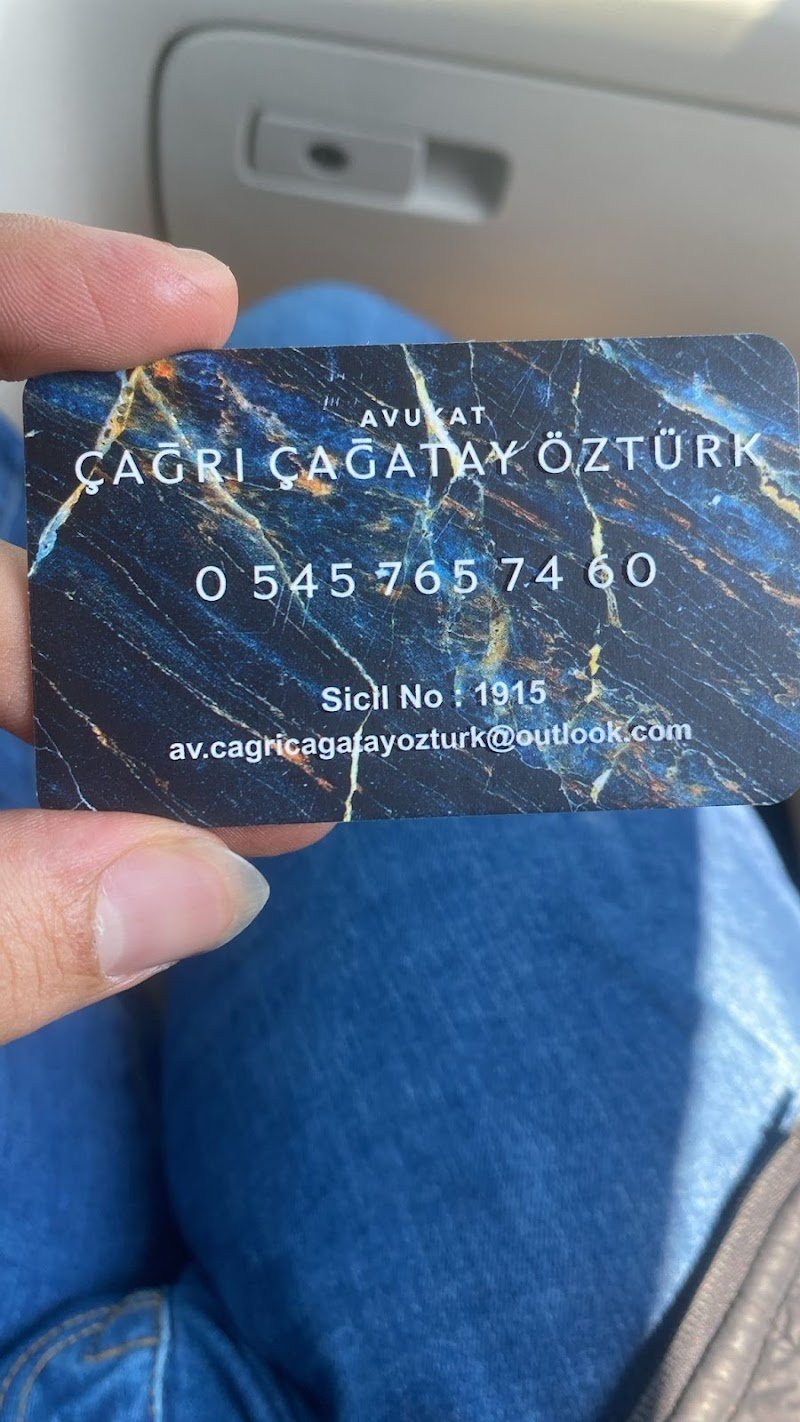 AVUKAT
ÇAĞRI ÇAĞATAY ÖZTÜRK
0 545 765 74 60
Sicil No : 1915
av.cagricagatayozturk@outlook.com